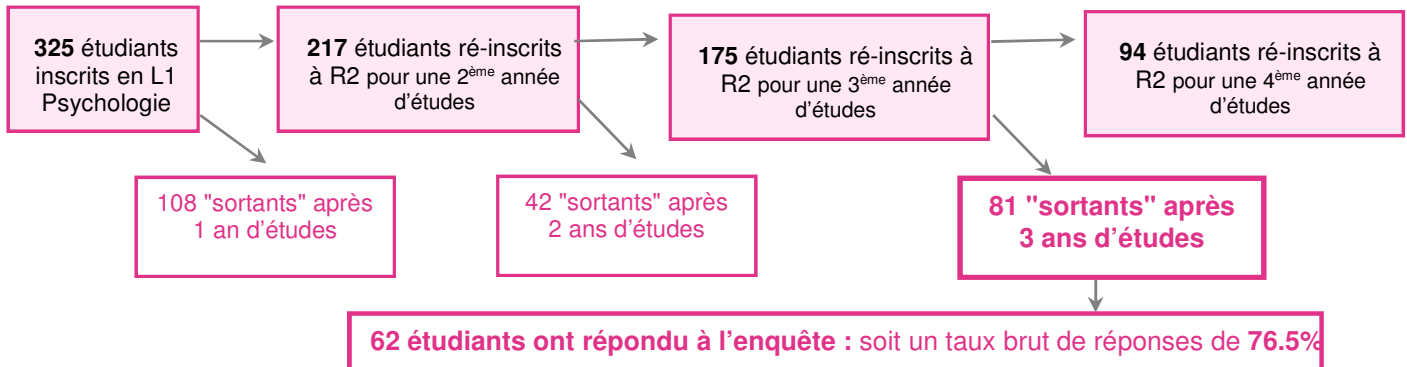 325 étudiants
inscrits en L1
Psychologie
217 étudiants ré-inscrits
à R2 pour une 2ème année
d’études
175 étudiants ré-inscrits à
R2 pour une 3ème année
d’études
94 étudiants ré-inscrits à
R2 pour une 4ème année
d’études
108 "sortants" après
1 an d’études
42 "sortants" après
2 ans d’études
81 "sortants" après
3 ans d’études
62 étudiants ont répondu à l’enquête : soit un taux brut de réponses de 76.5%